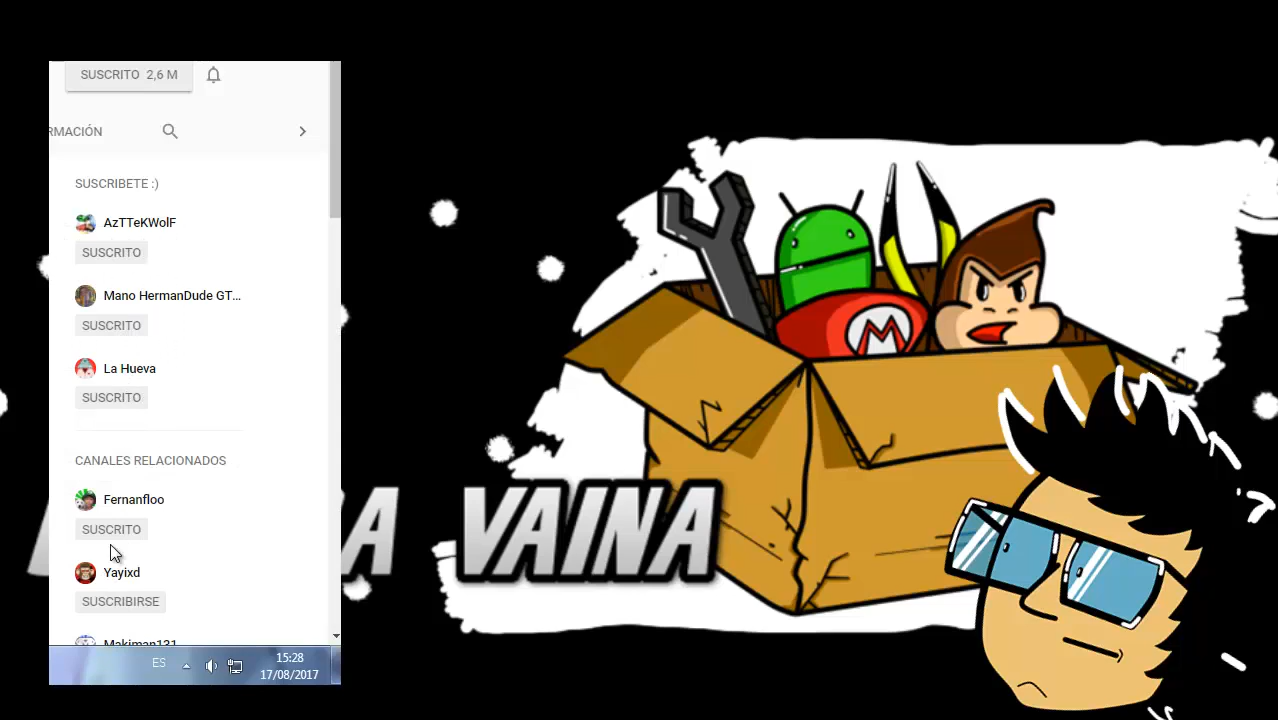 SUSCRITO 2,6 M
RMACIÓN
SUSCRIBETE :)
AzTTeKWolF
SUSCRITO
Mano HermanDude GT...
SUSCRITO
La Hueva
SUSCRITO
CANALES RELACIONADOS
Fernanfloo
SUSCRITO
Yayixd
SUSCRIBIRSE
Makiman131
ES
15:28
17/08/2017
A VAINA
M